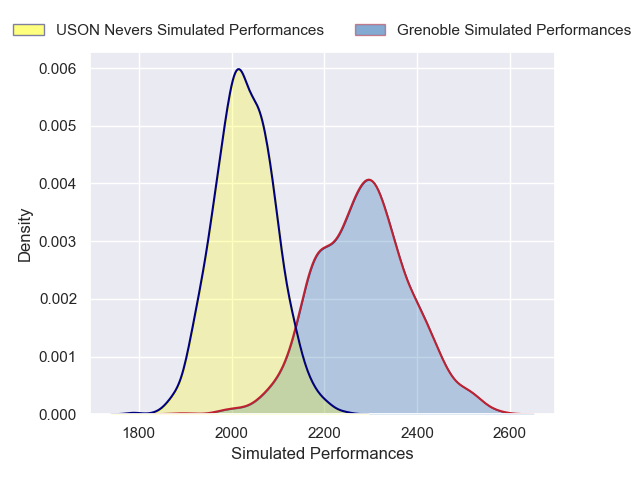 USON Nevers Simulated Performances Grenoble Simulated Performances
0.006
0.005
0.004
0.003
0.002
0.001
0.000
Density
1800 2000 2200 2400 2600
Simulated Performances